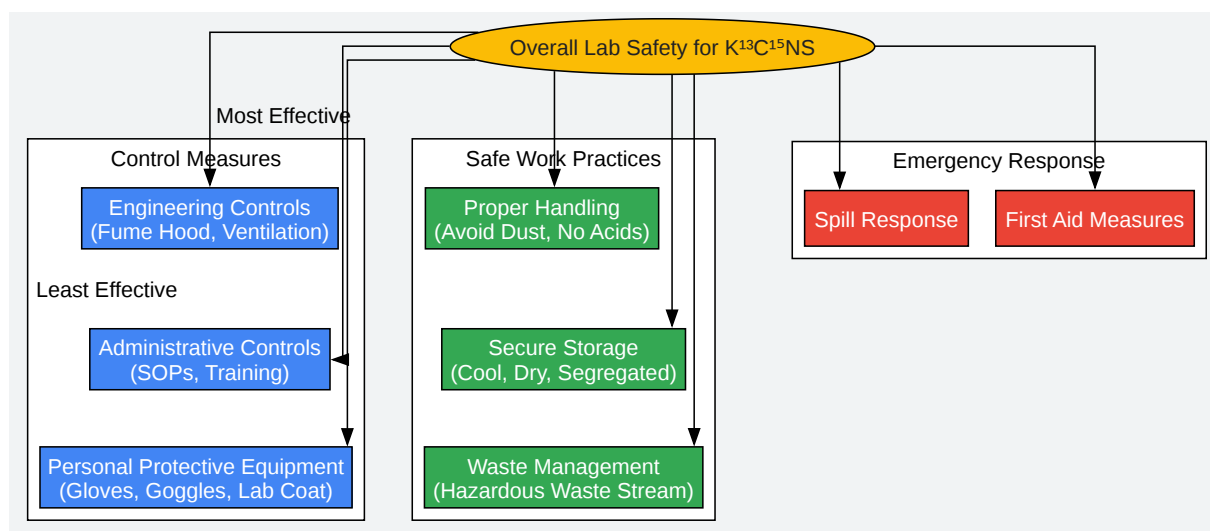 Overall Lab Safety for K¹³C¹⁵NS
Most Effective
Control Measures
Engineering Controls
(Fume Hood, Ventilation)
Least Effective
Administrative Controls
(SOPs, Training)
Personal Protective Equipment
(Gloves, Goggles, Lab Coat)
Safe Work Practices
Proper Handling
(Avoid Dust, No Acids)
Secure Storage
(Cool, Dry, Segregated)
Waste Management
(Hazardous Waste Stream)
Emergency Response
Spill Response
First Aid Measures